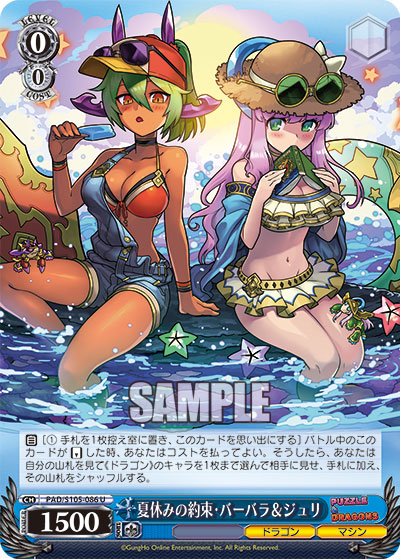 LEVEL
0
0
COST
SAMPLE
自 [① 手札を1枚控え室に置き、このカードを思い出にする] バトル中のこの
カードが【】した時、あなたはコストを払ってよい。そうしたら、あなたは
自分の山札を見て《ドラゴン》のキャラを1枚まで選んで相手に見せ、手札に加え、
その山札をシャッフルする。
CH PAD/S105-086 U
夏休みの約束・バーバラ&ジュリ
PUZZLE & DRAGONS
POWER
1500
ドラゴン
マシン
©GungHo Online Entertainment, Inc. All Rights Reserved.